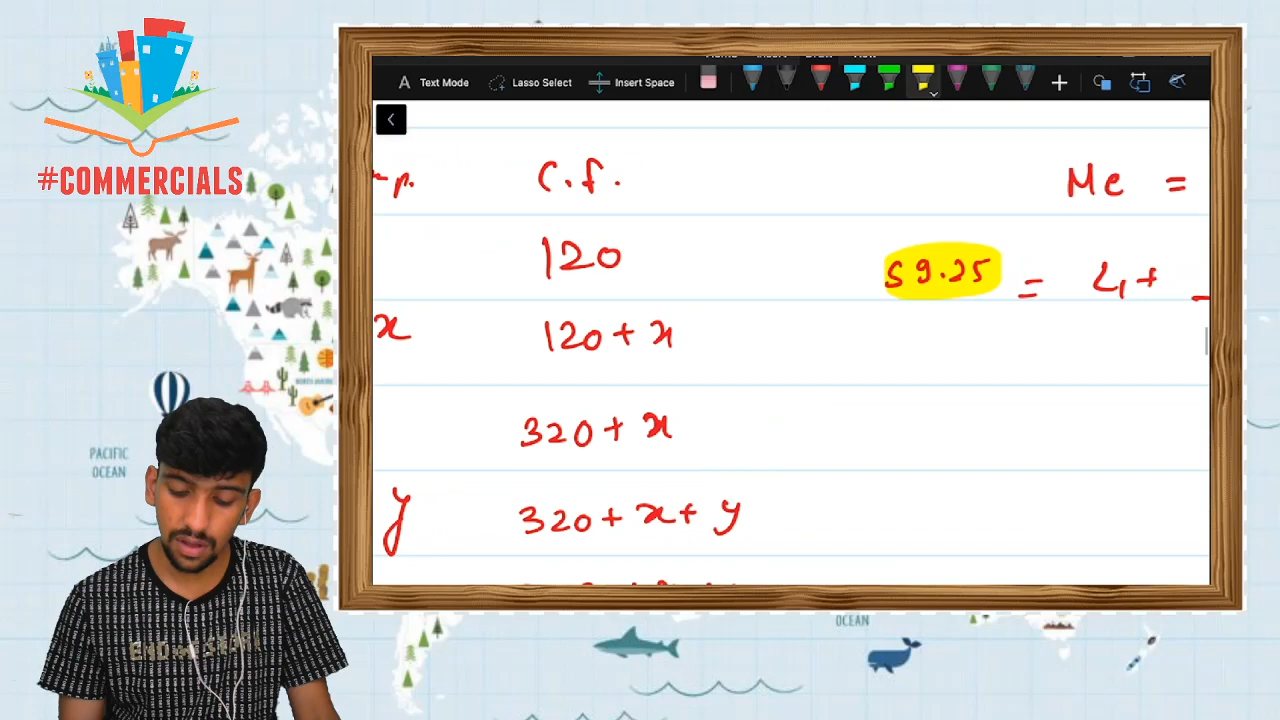 #COMMERCIALS
Text Mode Lasso Select Insert Space
C.f.
Me =
120
59.25 = L1 +
x
120 + x
320 + x
y
320 + x + y
PACIFIC
OCEAN
OCEAN